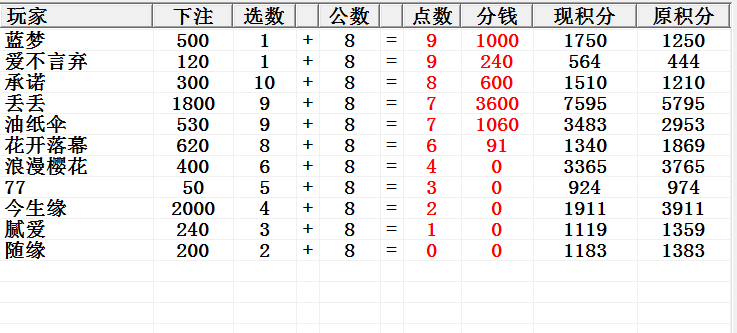 玩家 下注 选数 公数 点数 分钱 现积分 原积分
蓝梦 500 1 + 8 = 9 1000 1750 1250
爱不言弃 120 1 + 8 = 9 240 564 444
承诺 300 10 + 8 = 8 600 1510 1210
丢丢 1800 9 + 8 = 7 3600 7595 5795
油纸伞 530 9 + 8 = 7 1060 3483 2953
花开落幕 620 8 + 8 = 6 91 1340 1869
浪漫樱花 400 6 + 8 = 4 0 3365 3765
77 50 5 + 8 = 3 0 924 974
今生缘 2000 4 + 8 = 2 0 1911 3911
腻爱 240 3 + 8 = 1 0 1119 1359
随缘 200 2 + 8 = 0 0 1183 1383